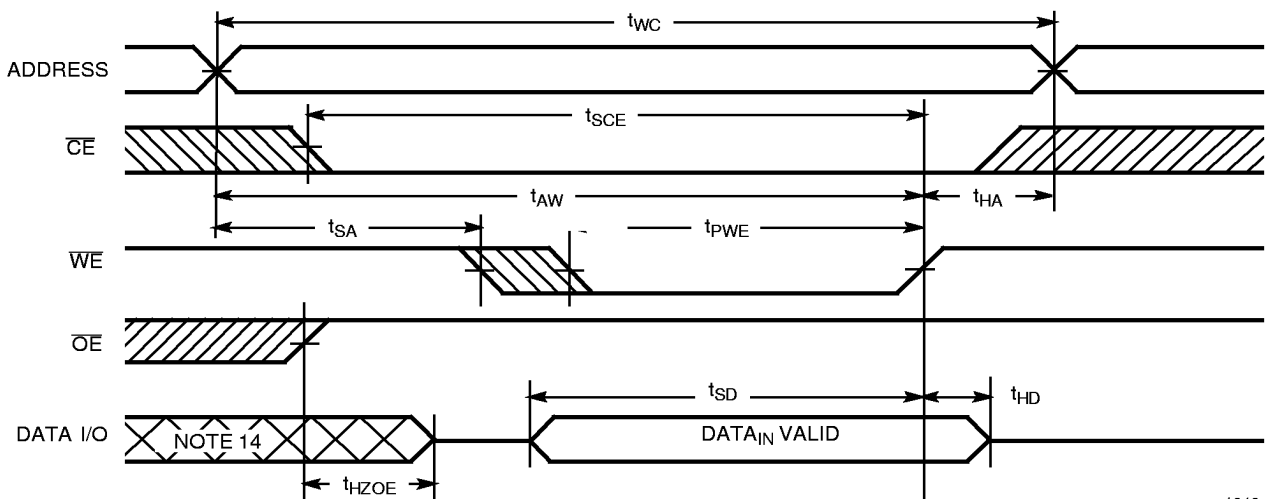 tWC
ADDRESS
tSCE
CE
tAW
tHA
tSA
tPWE
WE
OE
tSD
tHD
DATA I/O
NOTE 14
DATAIN VALID
tHZOE